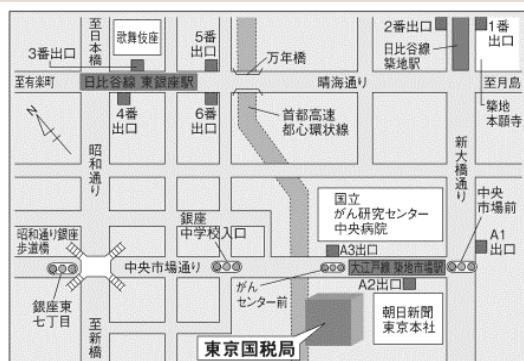 至日本橋
歌舞伎座
5番
出口
2番出口
1番
出口
3番出口
万年橋
日比谷線
築地駅
至有楽町
日比谷線 東銀座駅
晴海通り
至月島
4番
出口
6番
出口
首都高速
都心環状線
築地
本願寺
昭和通り
新大橋通り
国立
がん研究センター
中央病院
中央
市場前
銀座
中学校入口
昭和通り銀座
歩道橋
A3出口
A1
出口
中央市場通り
大江戸線 築地市場駅
がん
センター前
A2出口
銀座東
七丁目
朝日新聞
東京本社
至新橋
東京国税局